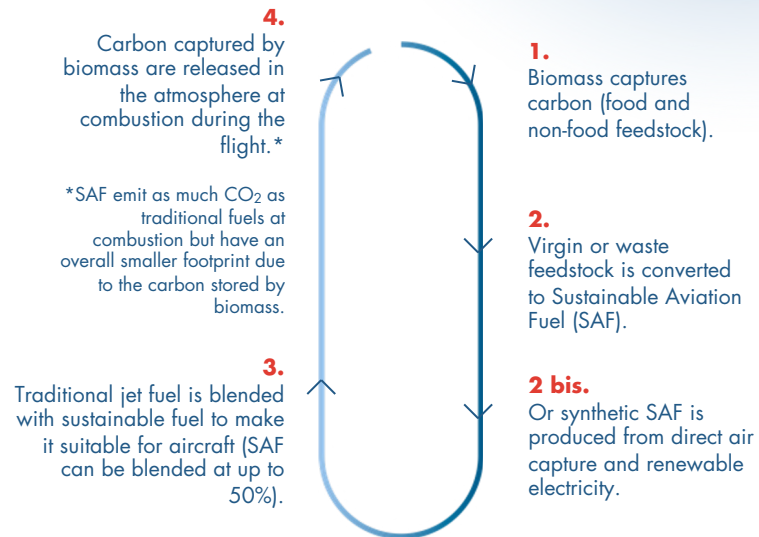 1.
Biomass captures
carbon (food and
non-food feedstock).
2.
Virgin or waste
feedstock is converted
to Sustainable Aviation
Fuel (SAF).
2 bis.
Or synthetic SAF is
produced from direct air
capture and renewable
electricity.
3.
Traditional jet fuel is blended
with sustainable fuel to make
it suitable for aircraft (SAF
can be blended at up to
50%).
4.
Carbon captured by
biomass are released in
the atmosphere at
combustion during the
flight.*
*SAF emit as much CO₂ as
traditional fuels at
combustion but have an
overall smaller footprint due
to the carbon stored by
biomass.